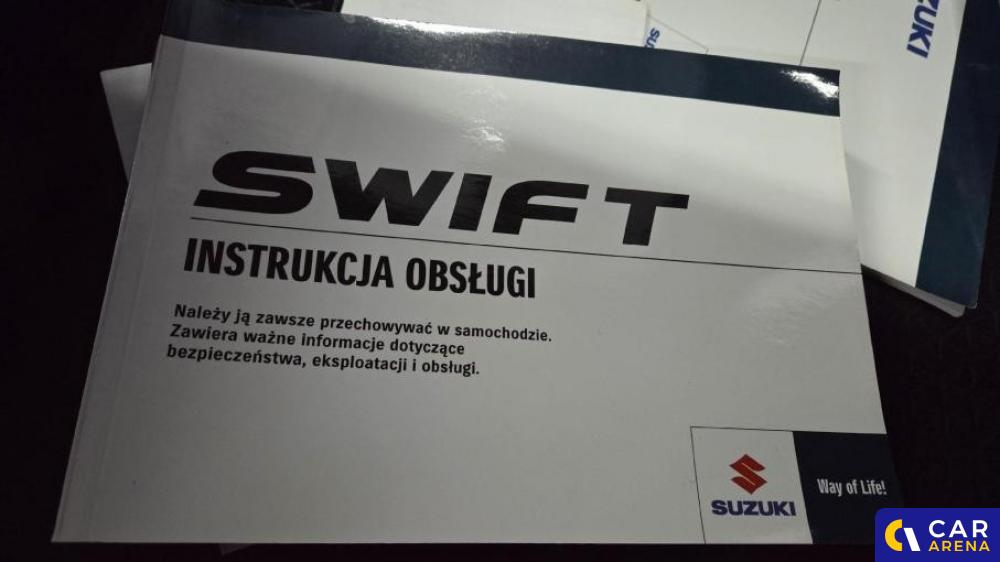 SUZUKI
SWIFT
INSTRUKCJA OBSŁUGI
Należy ją zawsze przechowywać w samochodzie.
Zawiera ważne informacje dotyczące
bezpieczeństwa, eksploatacji i obsługi.
SUZUKI
Way of Life!
CAR
ARENA